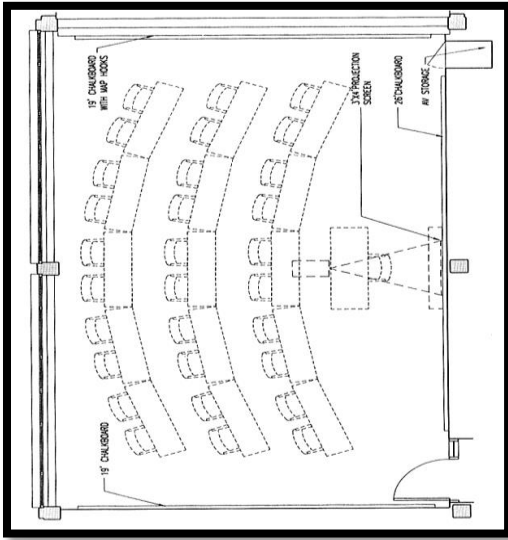 19' CHALKBOARD
WITH MAP HOOKS
3'X4' PROJECTION
SCREEN
26' CHALKBOARD
AV STORAGE
19' CHALKBOARD